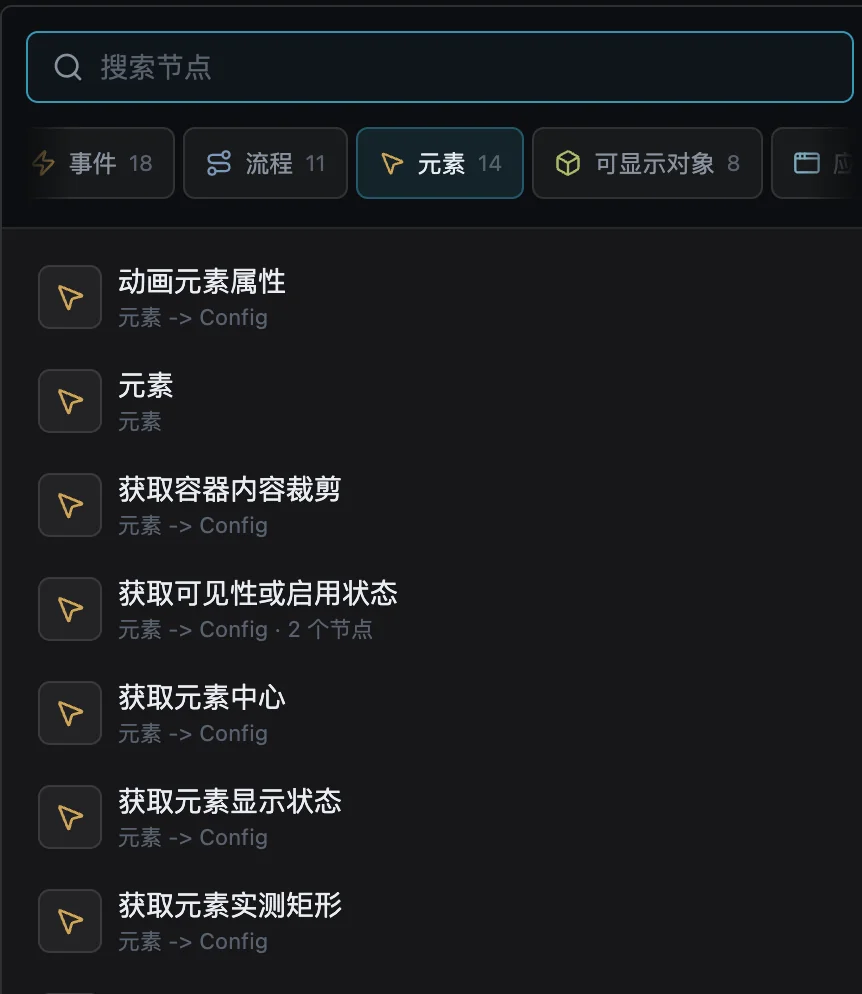 搜索节点
事件 18
流程 11
元素 14
可显示对象 8
应
动画元素属性
元素 -> Config
元素
元素
获取容器内容裁剪
元素 -> Config
获取可见性或启用状态
元素 -> Config · 2 个节点
获取元素中心
元素 -> Config
获取元素显示状态
元素 -> Config
获取元素实测矩形
元素 -> Config